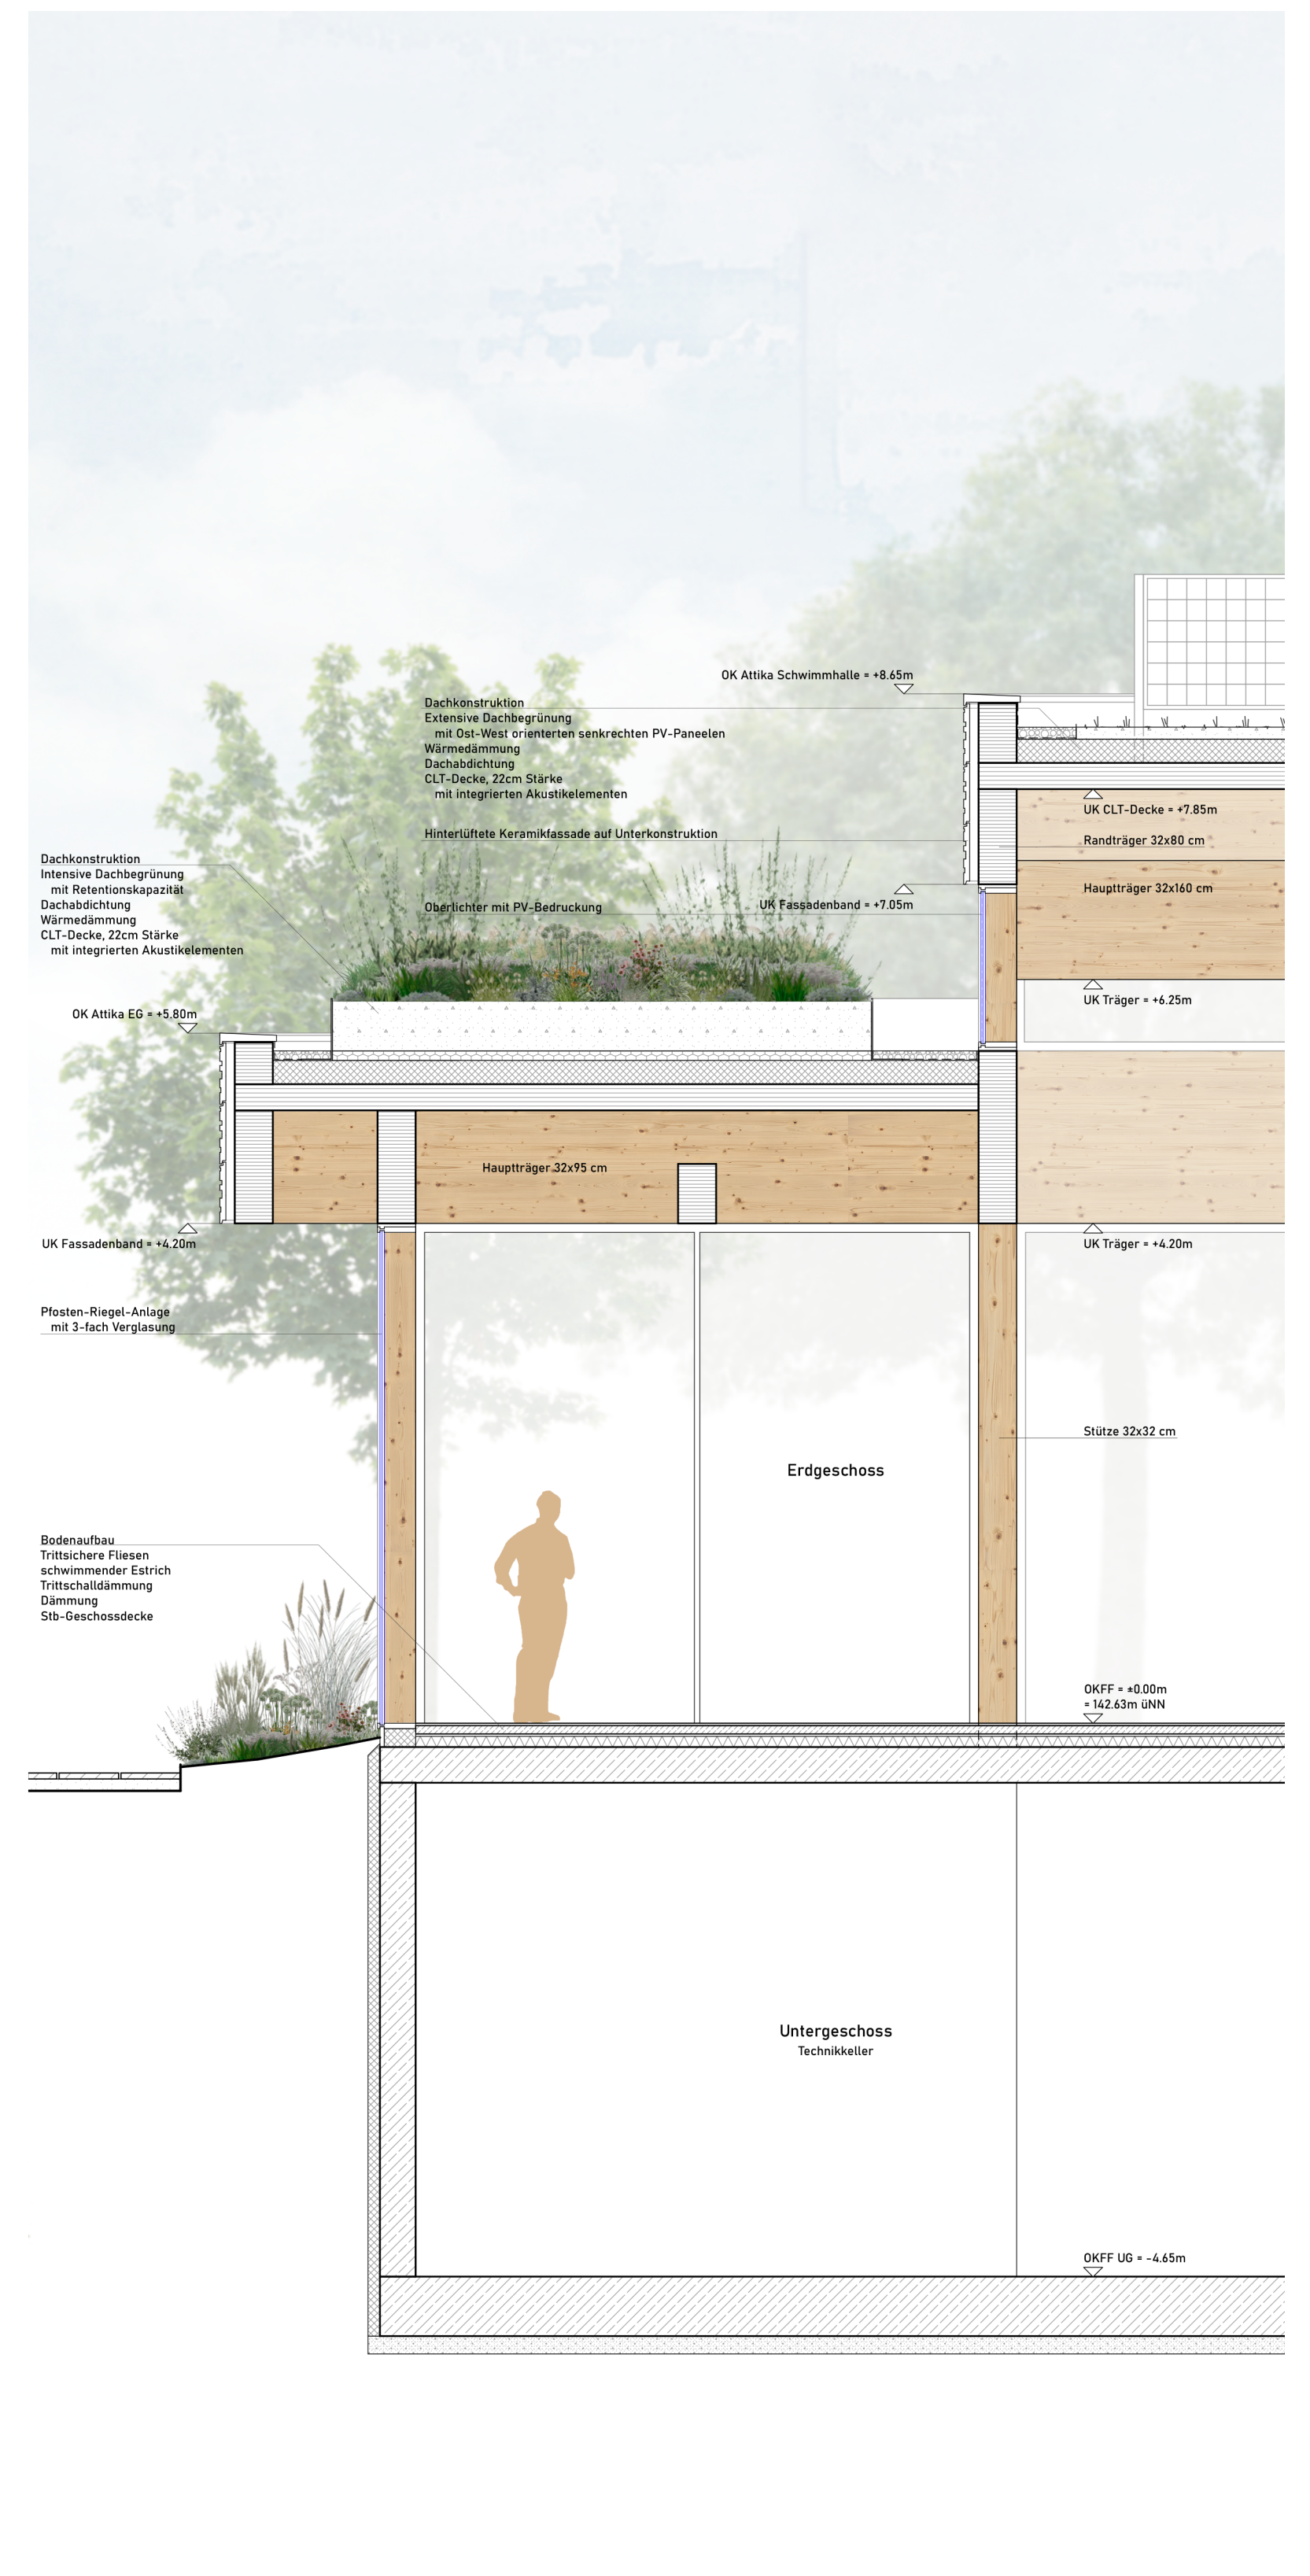 OK Attika Schwimmhalle = +8.65m
Dachkonstruktion
Extensive Dachbegrünung
mit Ost-West orienterten senkrechten PV-Paneelen
Wärmedämmung
Dachabdichtung
CLT-Decke, 22cm Stärke
mit integrierten Akustikelementen
UK CLT-Decke = +7.85m
Hinterlüftete Keramikfassade auf Unterkonstruktion
Randträger 32x80 cm
Dachkonstruktion
Intensive Dachbegrünung
mit Retentionskapazität
Dachabdichtung
Wärmedämmung
CLT-Decke, 22cm Stärke
mit integrierten Akustikelementen
Hauptträger 32x160 cm
Oberlichter mit PV-Bedruckung
UK Fassadenband = +7.05m
UK Träger = +6.25m
OK Attika EG = +5.80m
Hauptträger 32x95 cm
UK Fassadenband = +4.20m
UK Träger = +4.20m
Pfosten-Riegel-Anlage
mit 3-fach Verglasung
Stütze 32x32 cm
Erdgeschoss
Bodenaufbau
Trittsichere Fliesen
schwimmender Estrich
Trittschalldämmung
Dämmung
Stb-Geschossdecke
OKFF = ±0.00m
= 142.63m üNN
Untergeschoss
Technikkeller
OKFF UG = -4.65m